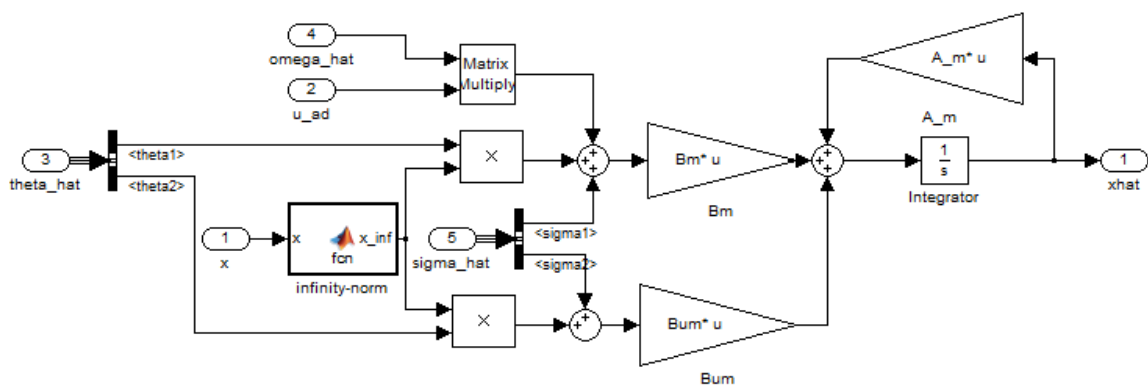 4
omega_hat
2
u_ad
Matrix
Multiply
A_m* u
A_m
3
theta_hat
<theta1>
<theta2>
×
+
+
+
Bm* u
Bm
+
+
+
1
s
Integrator
1
xhat
1
x
x
x_inf
fcn
infinity-norm
5
sigma_hat
<sigma1>
<sigma2>
×
+
+
Bum* u
Bum